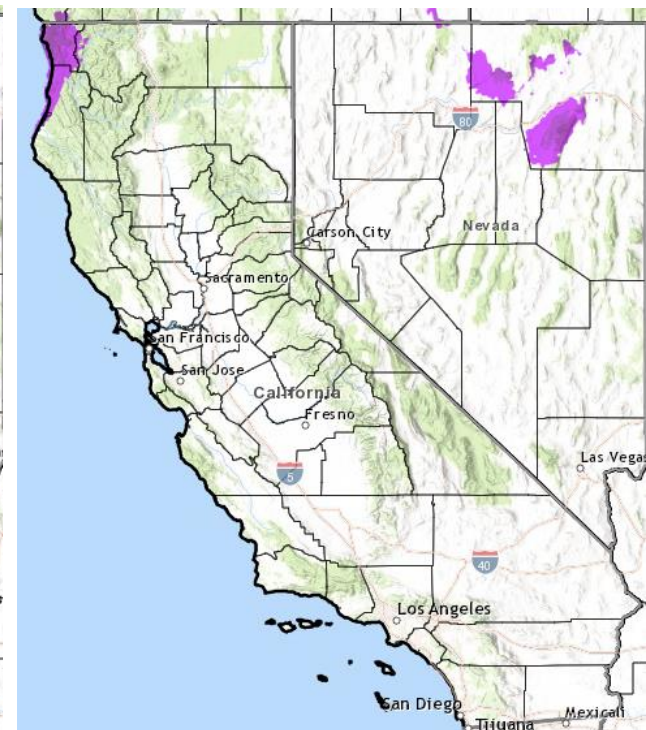 80
Nevada
Carson City
Sacramento
San Francisco
San Jose
California
Fresno
5
Las Vegas
40
Los Angeles
San Diego
Tijuana
Mexicali